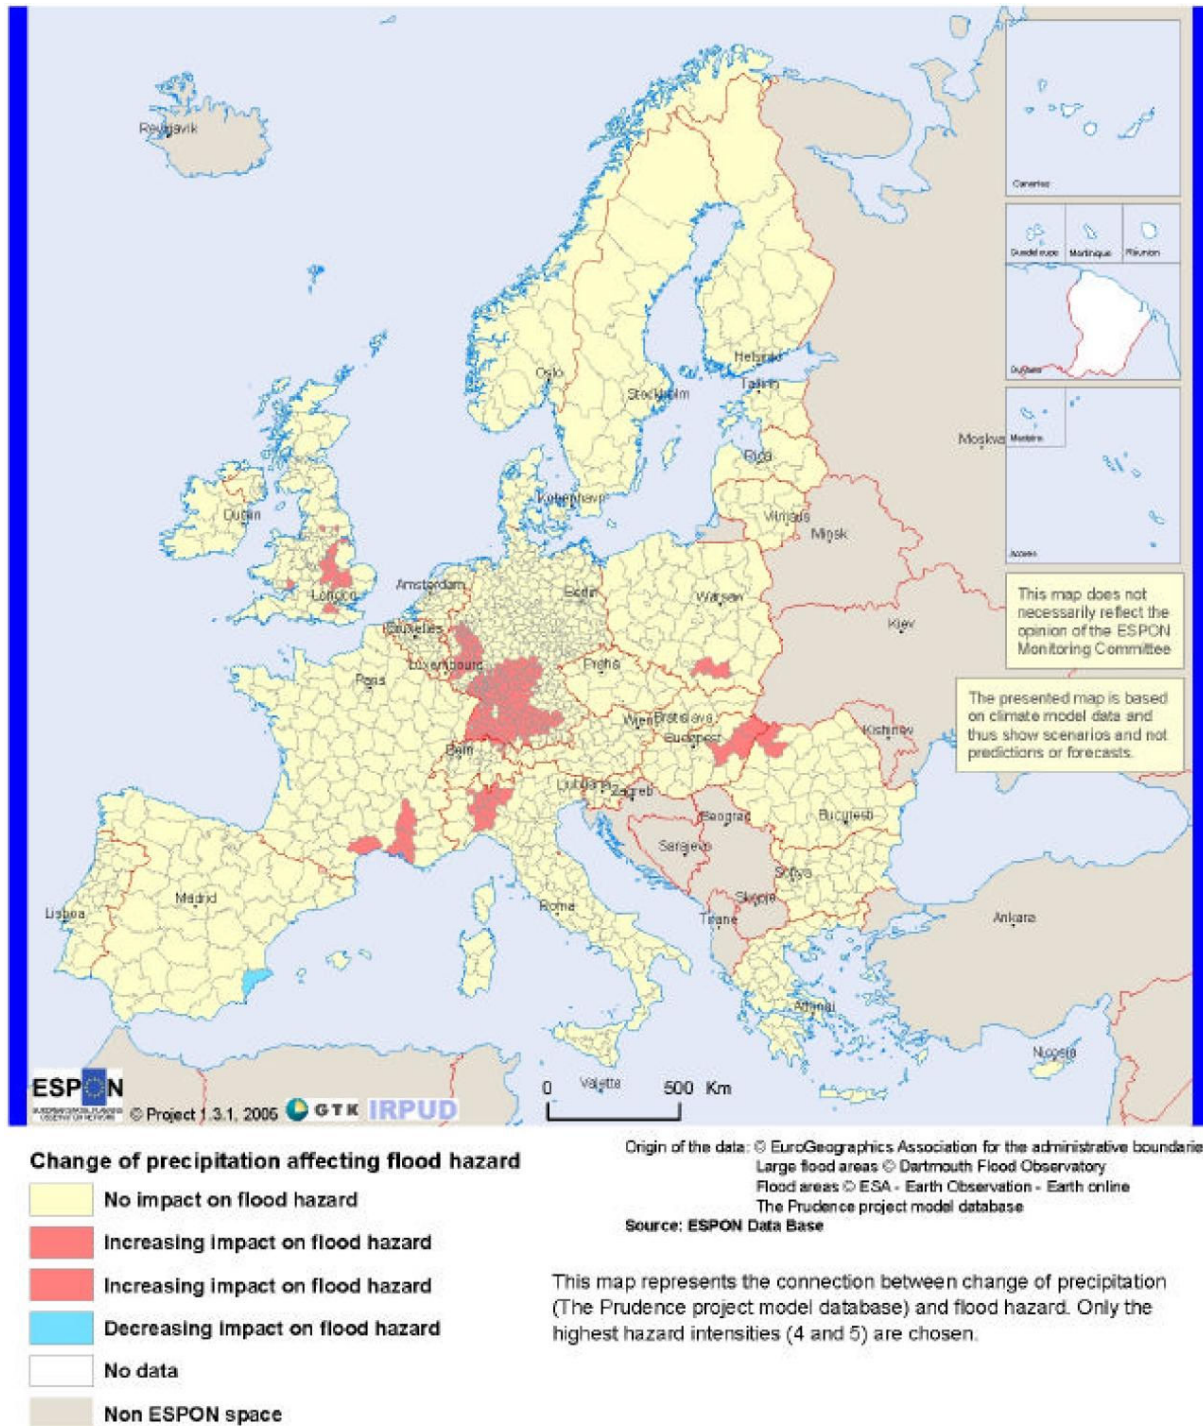 Reykjavik
Canarias
Guadeloupe Martinique Réunion
Guyane
Helsinki
Oslo
Tallinn
Stockholm
Moskva
Madeira
Riga
København
Dublin
Vilnius
Minsk
Acores
Amsterdam
Berlin
London
Warsaw
This map does not
necessarily reflect the
opinion of the ESPON
Monitoring Committee
Kiev
Bruxelles
Luxembourg
Praha
Paris
The presented map is based
on climate model data and
thus show scenarios and not
predictions or forecasts.
Wien
Bratislava
Kishinev
Budapest
Bern
Ljubljana
Zagreb
Beograd
Bucuresti
Sarajevo
Sofiya
Madrid
Skopje
Lisboa
Roma
Tirane
Ankara
Athinai
Nicosia
Valetta
0 500 Km
ESPON
© Project 1.3.1, 2005 GTK IRPUD
Origin of the data: © EuroGeographics Association for the administrative boundarie
Large flood areas © Dartmouth Flood Observatory
Flood areas © ESA - Earth Observation - Earth online
The Prudence project model database
Source: ESPON Data Base
Change of precipitation affecting flood hazard
No impact on flood hazard
Increasing impact on flood hazard
Increasing impact on flood hazard
Decreasing impact on flood hazard
No data
Non ESPON space
This map represents the connection between change of precipitation
(The Prudence project model database) and flood hazard. Only the
highest hazard intensities (4 and 5) are chosen.